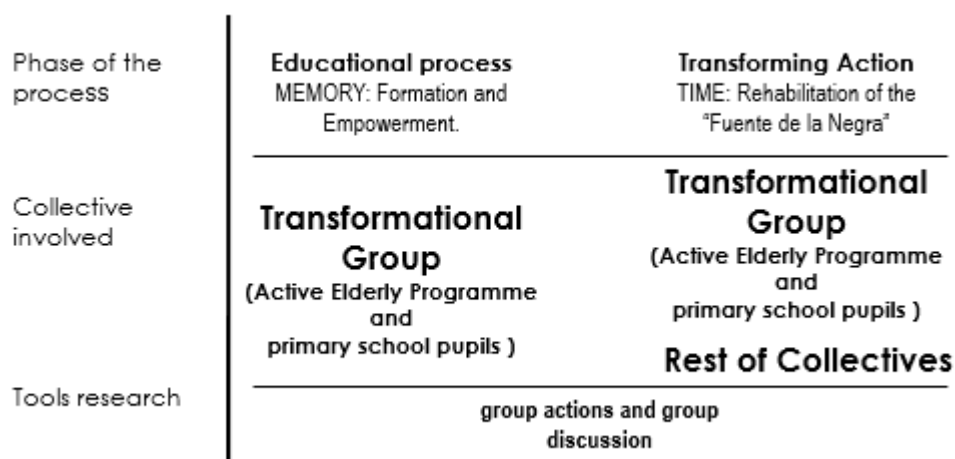 Phase of the
process
Educational process
MEMORY: Formation and
Empowerment.
Transforming Action
TIME: Rehabilitation of the
"Fuente de la Negra"
Collective
involved
Transformational
Group
(Active Elderly Programme
and
primary school pupils )
Transformational
Group
(Active Elderly Programme
and
primary school pupils )
Rest of Collectives
Tools research
group actions and group
discussion